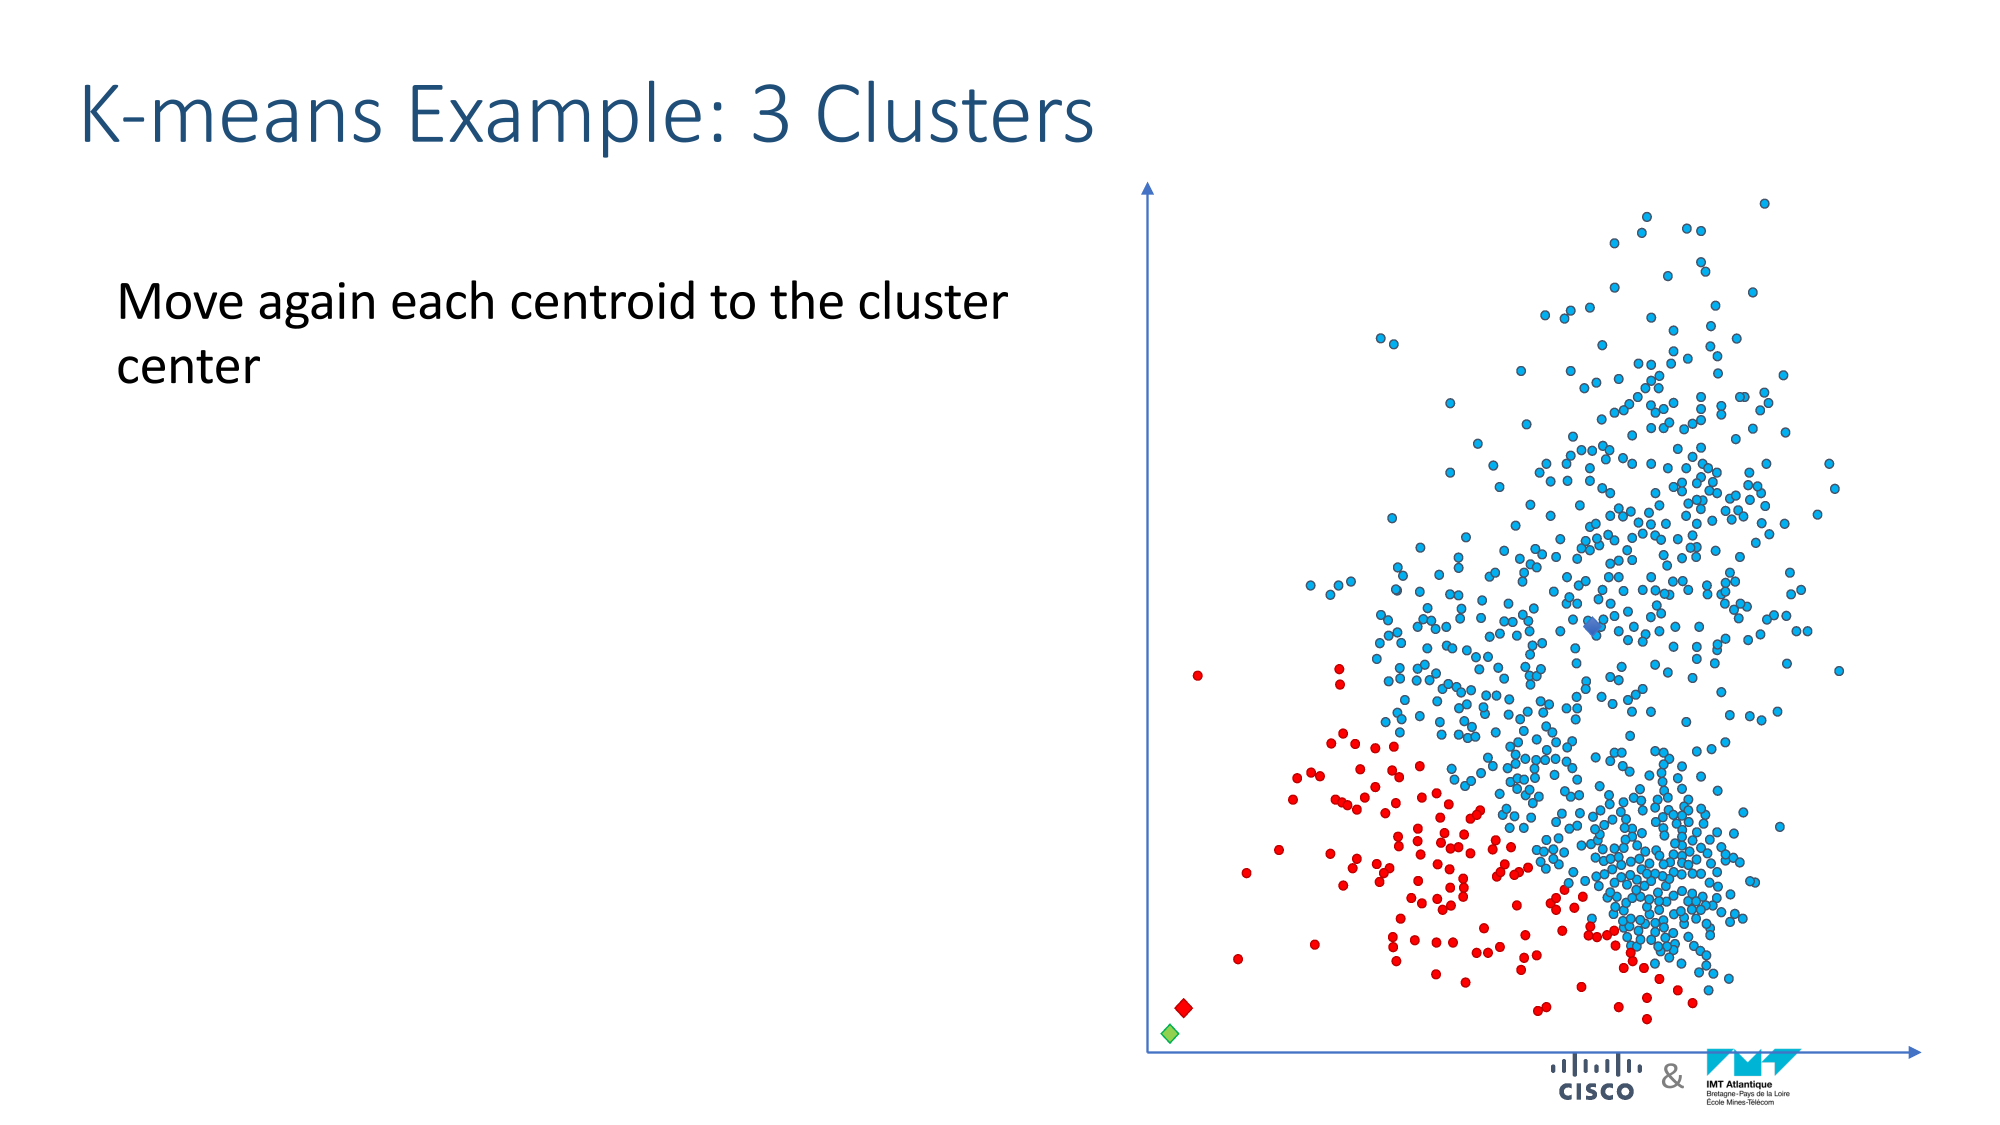 K-means Example: 3 Clusters
Move again each centroid to the cluster
center
CISCO
&
IMT Atlantique
Bretagne-Pays de la Loire
École Mines-Télécom